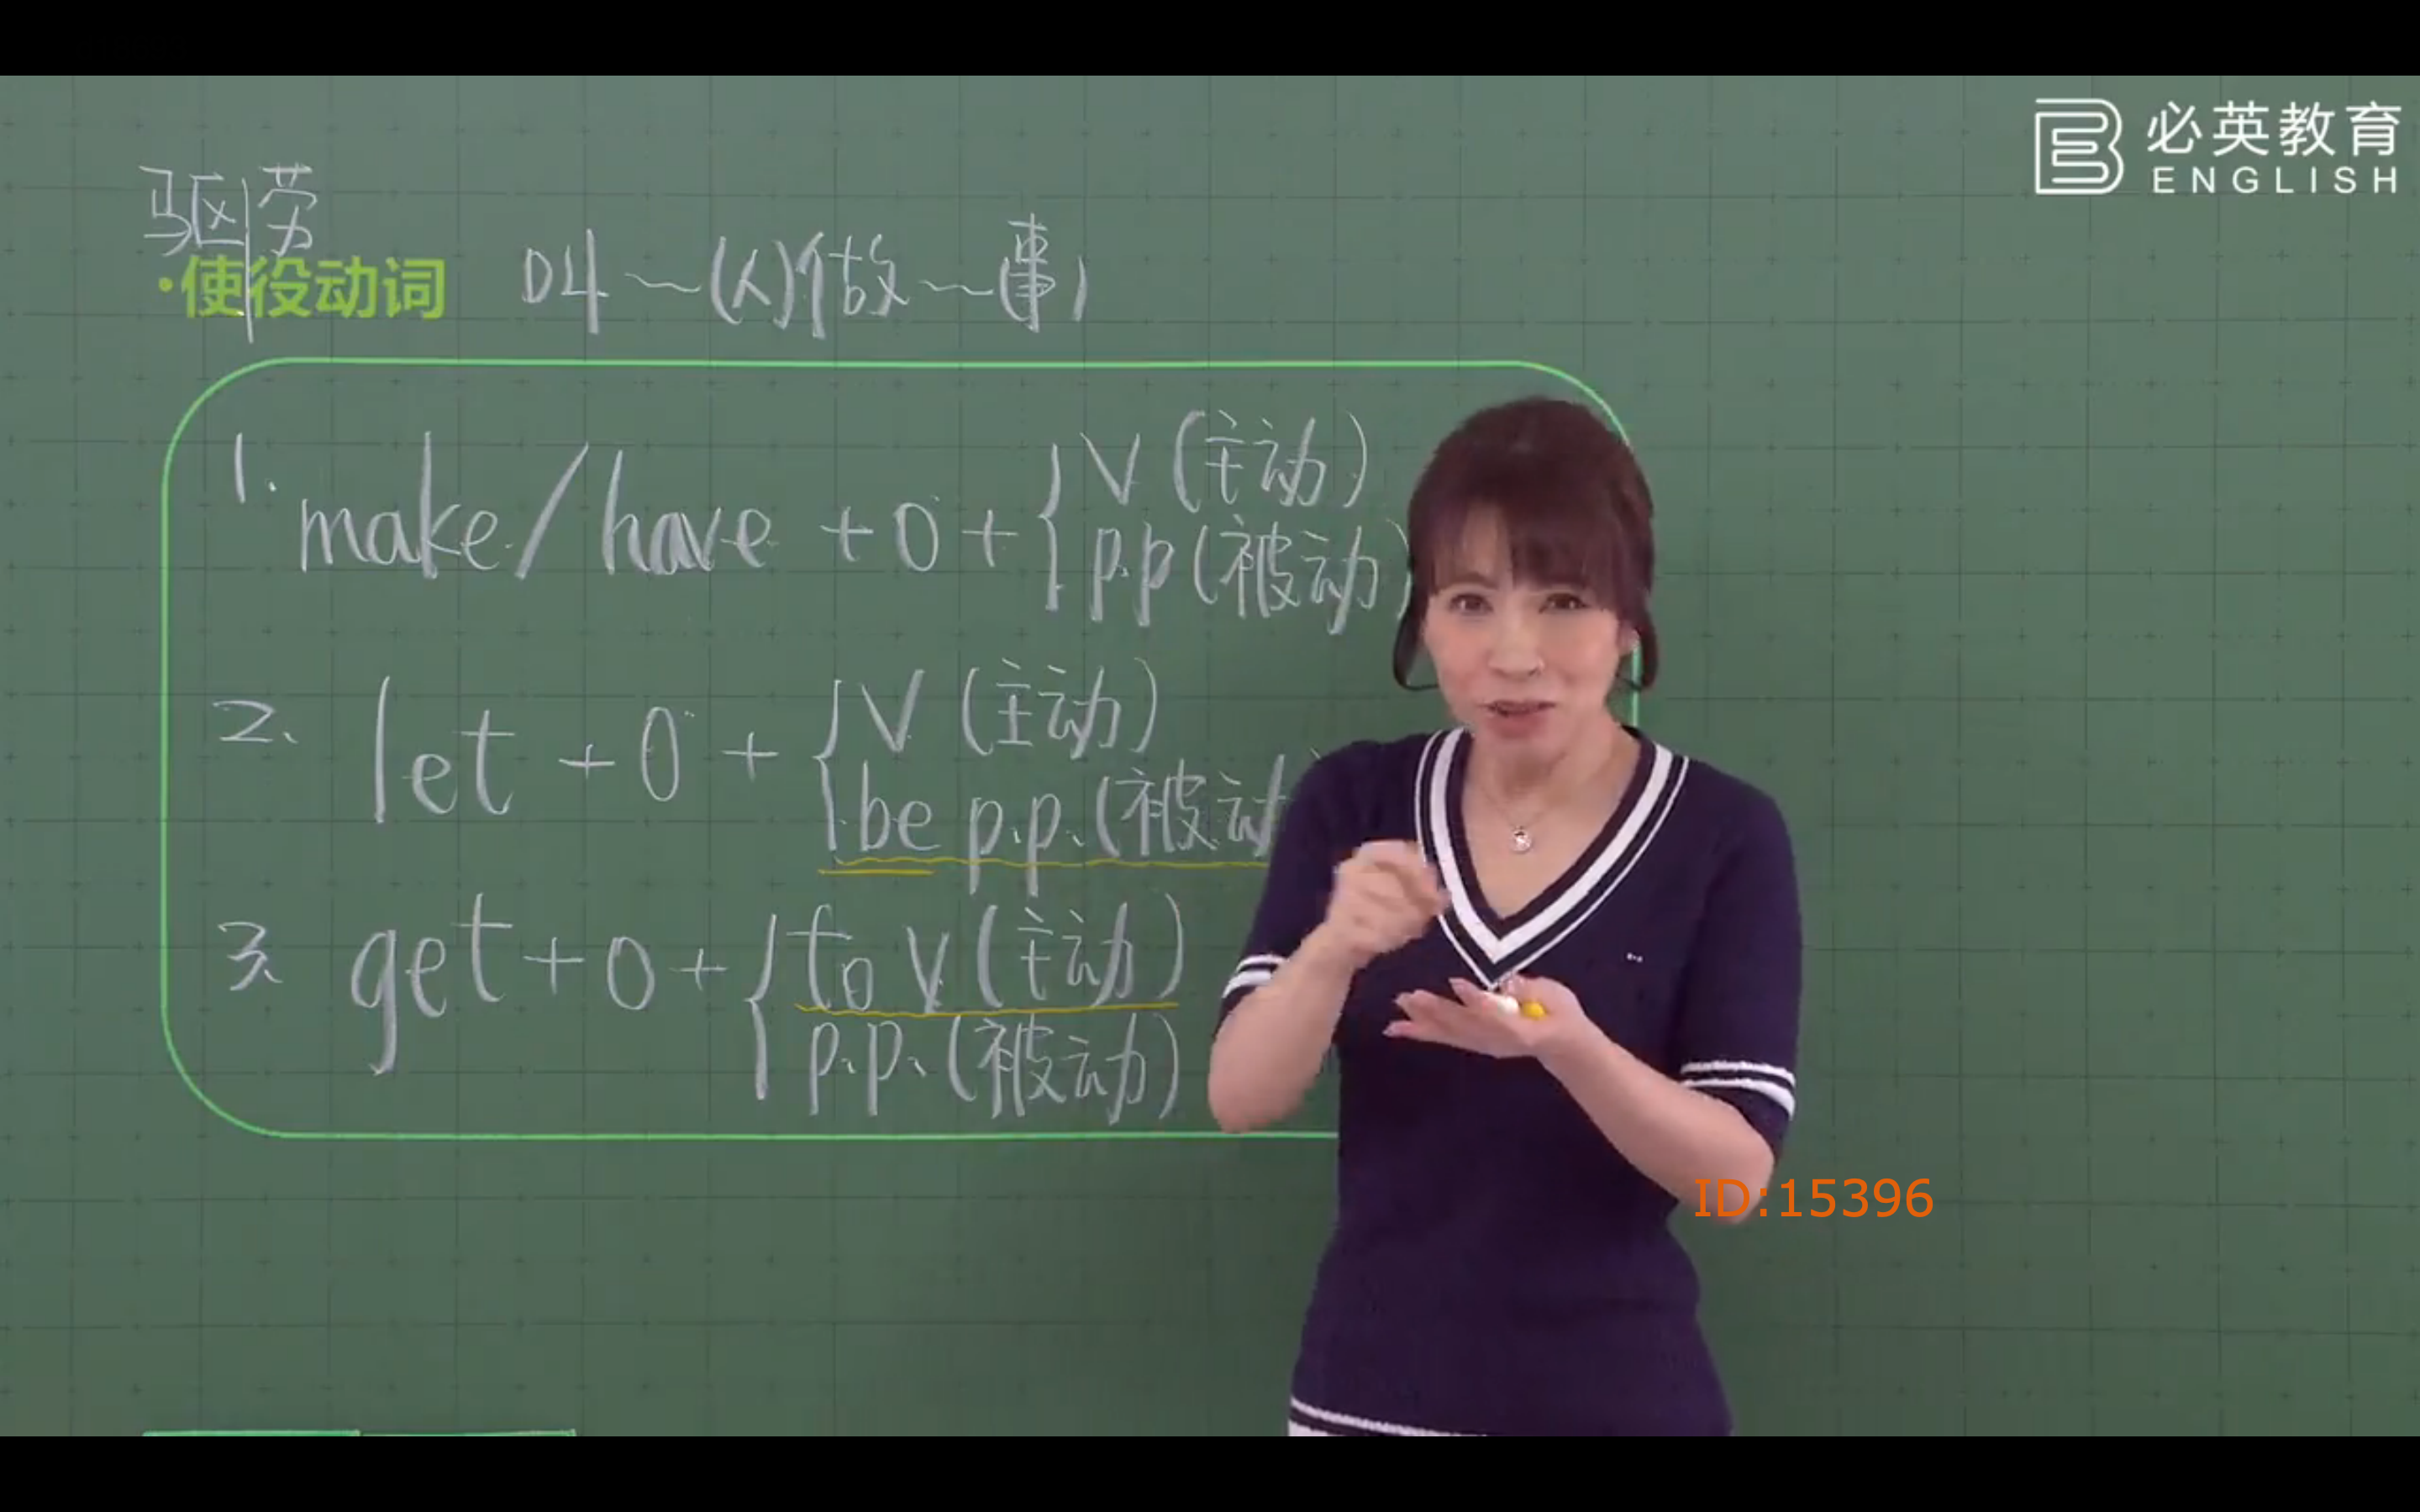 必英教育
ENGLISH
驱 劳
·使役动词 叫~(人)做~(事)
1. make/have + O + { V (主动)
p.p (被动)
2. let + O + { V (主动)
be p.p. (被动
3. get + O + { to V (主动)
p.p. (被动)
ID:15396